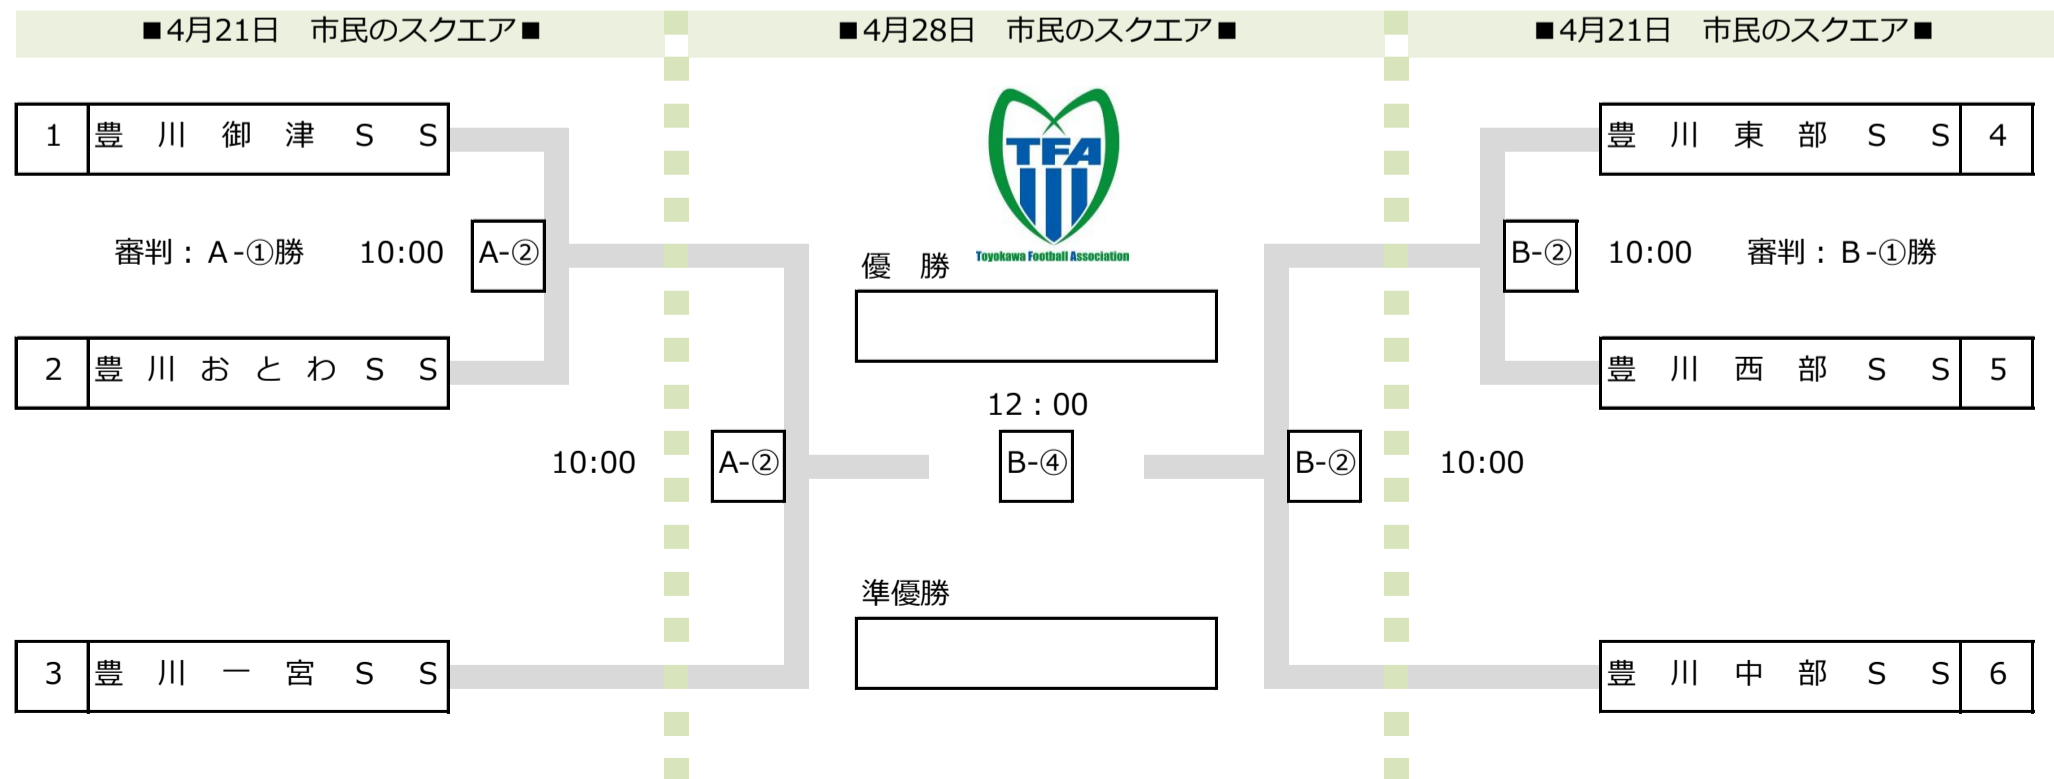 ■4月21日　市民のスクエア■
■4月28日　市民のスクエア■
■4月21日　市民のスクエア■
1 豊川御津SS
審判：A-①勝　10:00 A-②
2 豊川おとわSS
10:00 A-②
3 豊川一宮SS
TFA
Toyokawa Football Association
優　勝
12：00
B-④
準優勝
豊川東部SS 4
B-② 10:00　審判：B-①勝
豊川西部SS 5
B-② 10:00
豊川中部SS 6